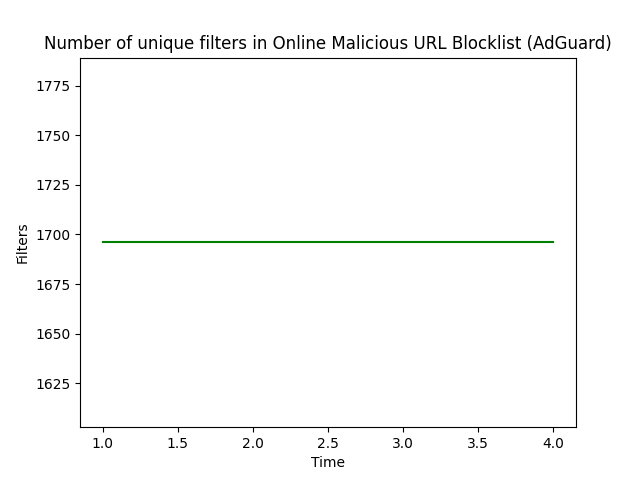 Number of unique filters in Online Malicious URL Blocklist (AdGuard)
1775
1750
1725
1700
1675
1650
1625
Filters
1.0 1.5 2.0 2.5 3.0 3.5 4.0
Time